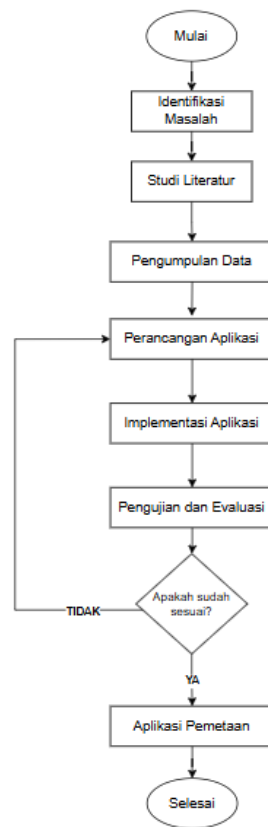 Mulai
Identifikasi
Masalah
Studi Literatur
Pengumpulan Data
Perancangan Aplikasi
Implementasi Aplikasi
Pengujian dan Evaluasi
Apakah sudah
sesuai?
TIDAK
YA
Aplikasi Pemetaan
Selesai